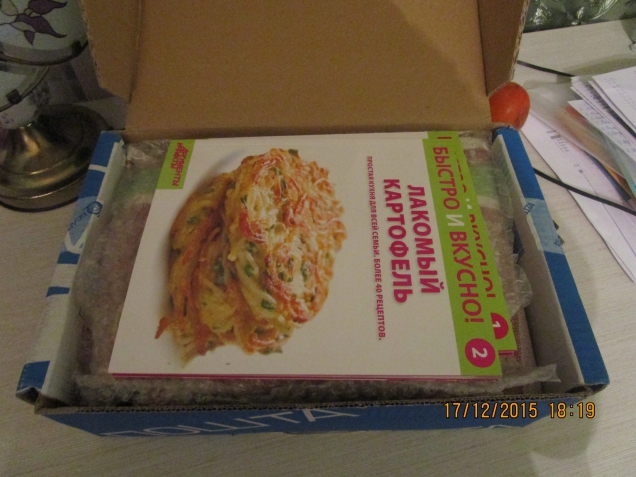 БЫСТРО И ВКУСНО!
2
ЛАКОМЫЙ
КАРТОФЕЛЬ
ПРОСТАЯ КУХНЯ ДЛЯ ВСЕЙ СЕМЬИ. БОЛЕЕ 40 РЕЦЕПТОВ.
1
17/12/2015 18:19